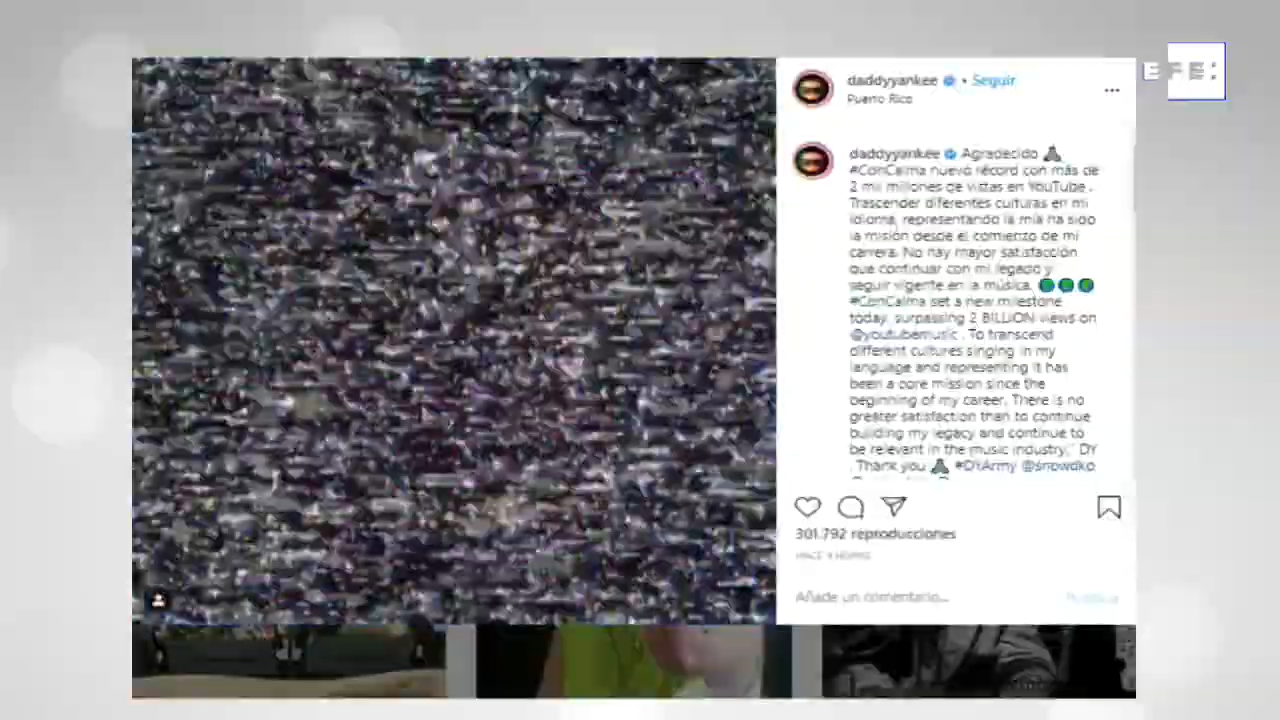 EFE:
daddyyankee • Seguir
Puerto Rico
daddyyankee Agradecido
#ConCalma nuevo récord con más de
2 mil millones de vistas en YouTube .
Trascender diferentes culturas en mi
idioma, representando la mía ha sido
la misión desde el comienzo de mi
carrera. No hay mayor satisfacción
que continuar con mi legado y
seguir vigente en la música.
#ConCalma set a new milestone
today, surpassing 2 BILLION views on
@youtubemusic . To transcend
different cultures singing in my
language and representing it has
been a core mission since the
beginning of my career. There is no
greater satisfaction than to continue
building my legacy and continue to
be relevant in the music industry,” DY
. Thank you #DYArmy @snowdko
301.792 reproducciones
Añade un comentario...
Publicar